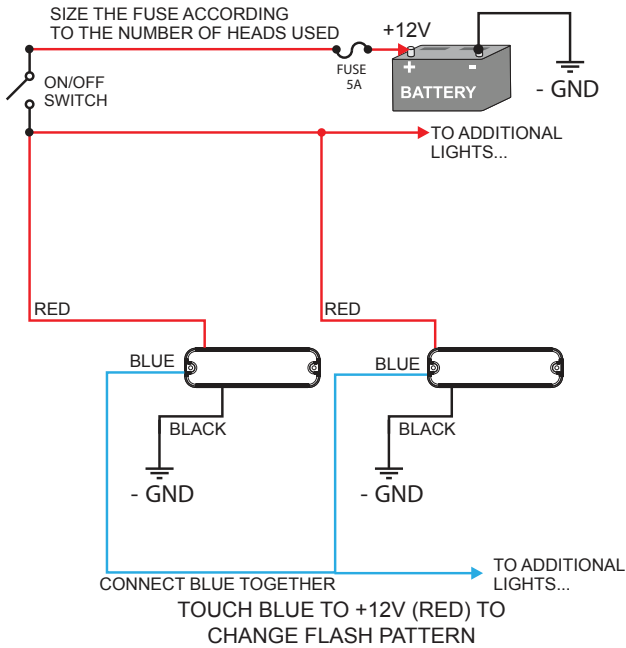 SIZE THE FUSE ACCORDING
TO THE NUMBER OF HEADS USED
+12V
FUSE
5A
+ -
BATTERY
- GND
ON/OFF
SWITCH
TO ADDITIONAL
LIGHTS...
RED
RED
BLUE
BLUE
BLACK
BLACK
- GND
- GND
TO ADDITIONAL
LIGHTS...
CONNECT BLUE TOGETHER
TOUCH BLUE TO +12V (RED) TO
CHANGE FLASH PATTERN